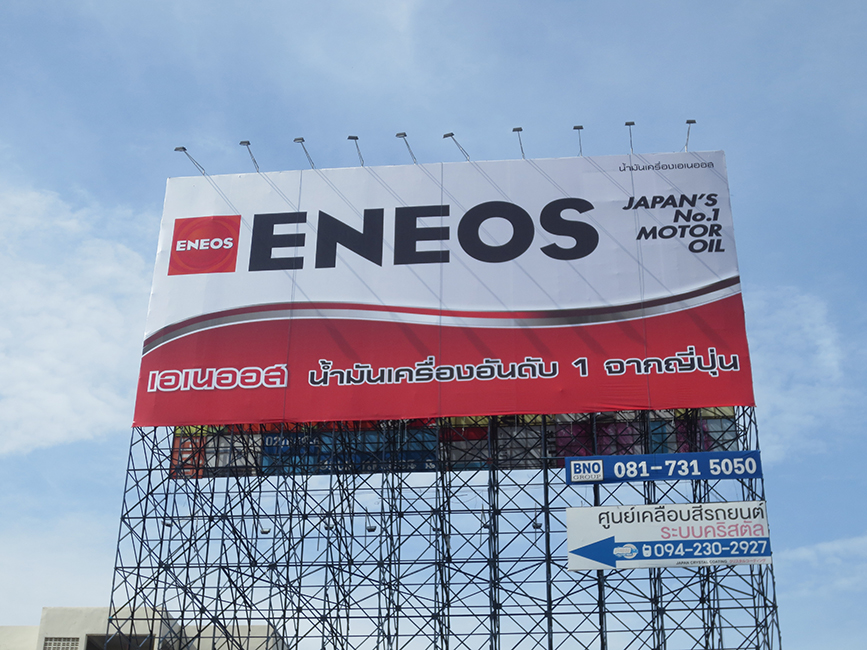 น้ำมันเครื่องเอเนออส
ENEOS
ENEOS
JAPAN'S
No.1
MOTOR
OIL
เอเนออส น้ำมันเครื่องอันดับ 1 จากญี่ปุ่น
BNO
GROUP
081-731 5050
ศูนย์เคลือบสีรถยนต์
ระบบคริสตัล
094-230-2927
JAPAN CRYSTAL COATING